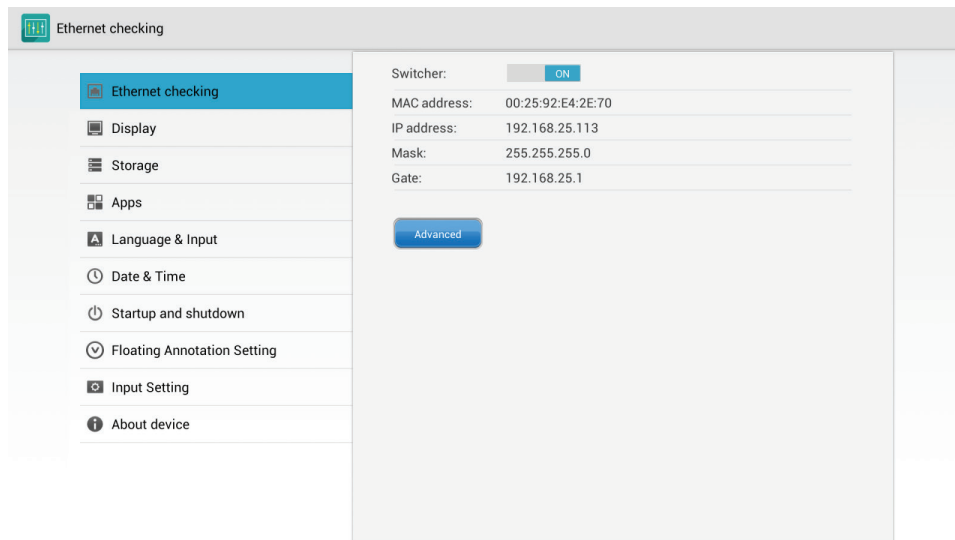 Ethernet checking
Ethernet checking
Display
Storage
Apps
Language & Input
Date & Time
Startup and shutdown
Floating Annotation Setting
Input Setting
About device
Switcher: ON
MAC address: 00:25:92:E4:2E:70
IP address: 192.168.25.113
Mask: 255.255.255.0
Gate: 192.168.25.1
Advanced